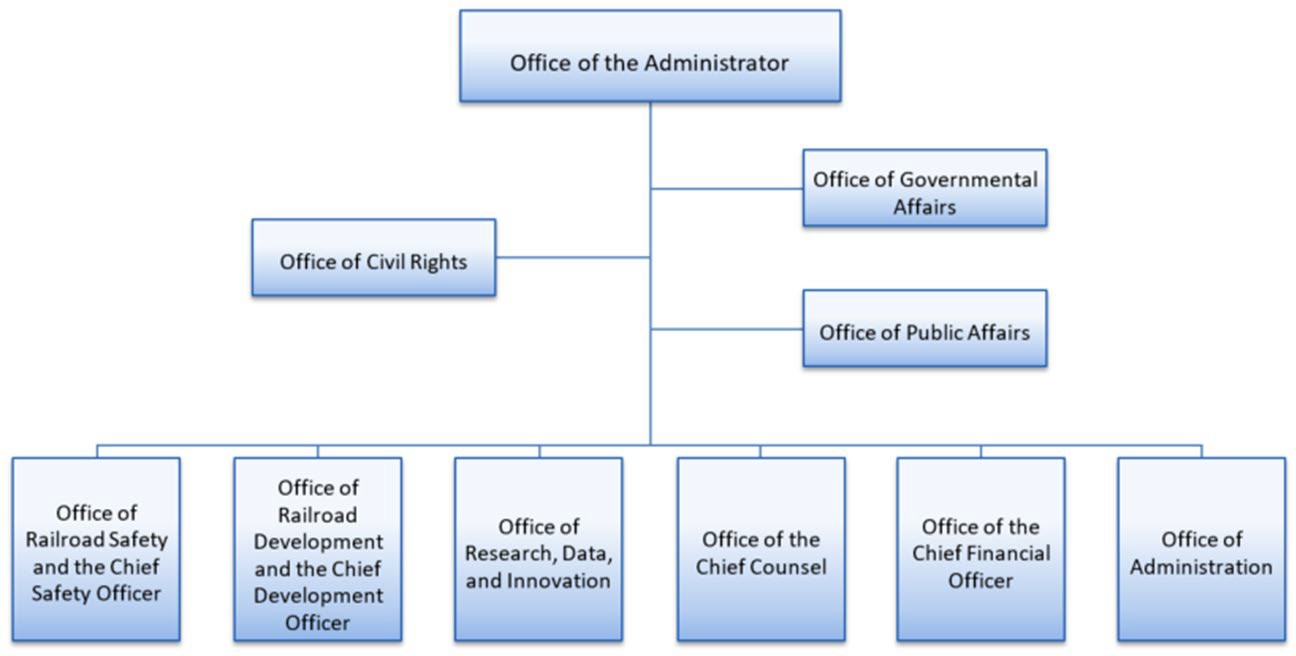 Office of the Administrator
Office of Governmental
Affairs
Office of Civil Rights
Office of Public Affairs
Office of
Railroad Safety
and the Chief
Safety Officer
Office of
Railroad
Development
and the Chief
Development
Officer
Office of
Research, Data,
and Innovation
Office of the
Chief Counsel
Office of the
Chief Financial
Officer
Office of
Administration